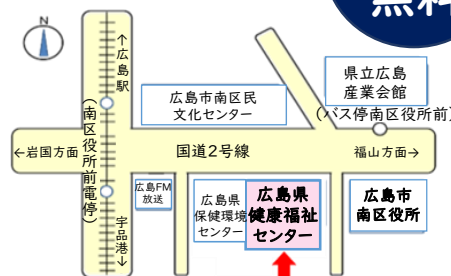 無料
N
↑広島駅
(南区役所前電停)
宇品港↓
広島市南区民
文化センター
県立広島
産業会館
(バス停南区役所前)
←岩国方面
国道2号線
福山方面→
広島FM
放送
広島県
保健環境
センター
広島県
健康福祉
センター
広島市
南区役所